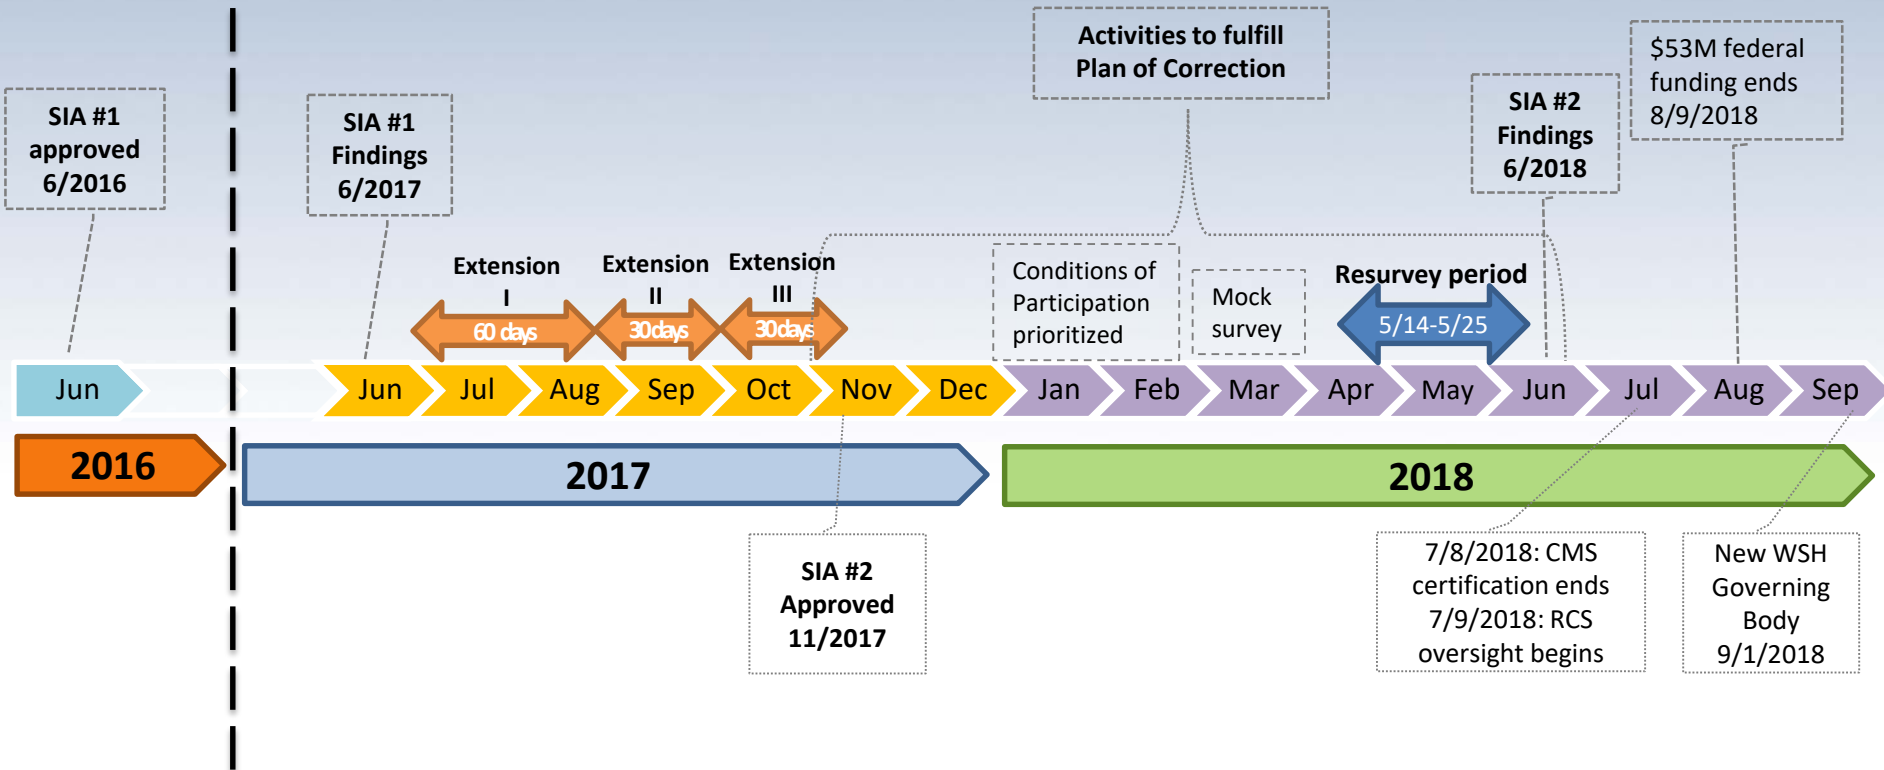 Activities to fulfill
Plan of Correction
$53M federal
funding ends
8/9/2018
SIA #1
approved
6/2016
SIA #1
Findings
6/2017
SIA #2
Findings
6/2018
Extension
I
Extension
II
Extension
III
60 days
30days
30days
Conditions of
Participation
prioritized
Mock
survey
Resurvey period
5/14-5/25
Jun
Jun
Jul
Aug
Sep
Oct
Nov
Dec
Jan
Feb
Mar
Apr
May
Jun
Jul
Aug
Sep
2016
2017
2018
SIA #2
Approved
11/2017
7/8/2018: CMS
certification ends
7/9/2018: RCS
oversight begins
New WSH
Governing
Body
9/1/2018